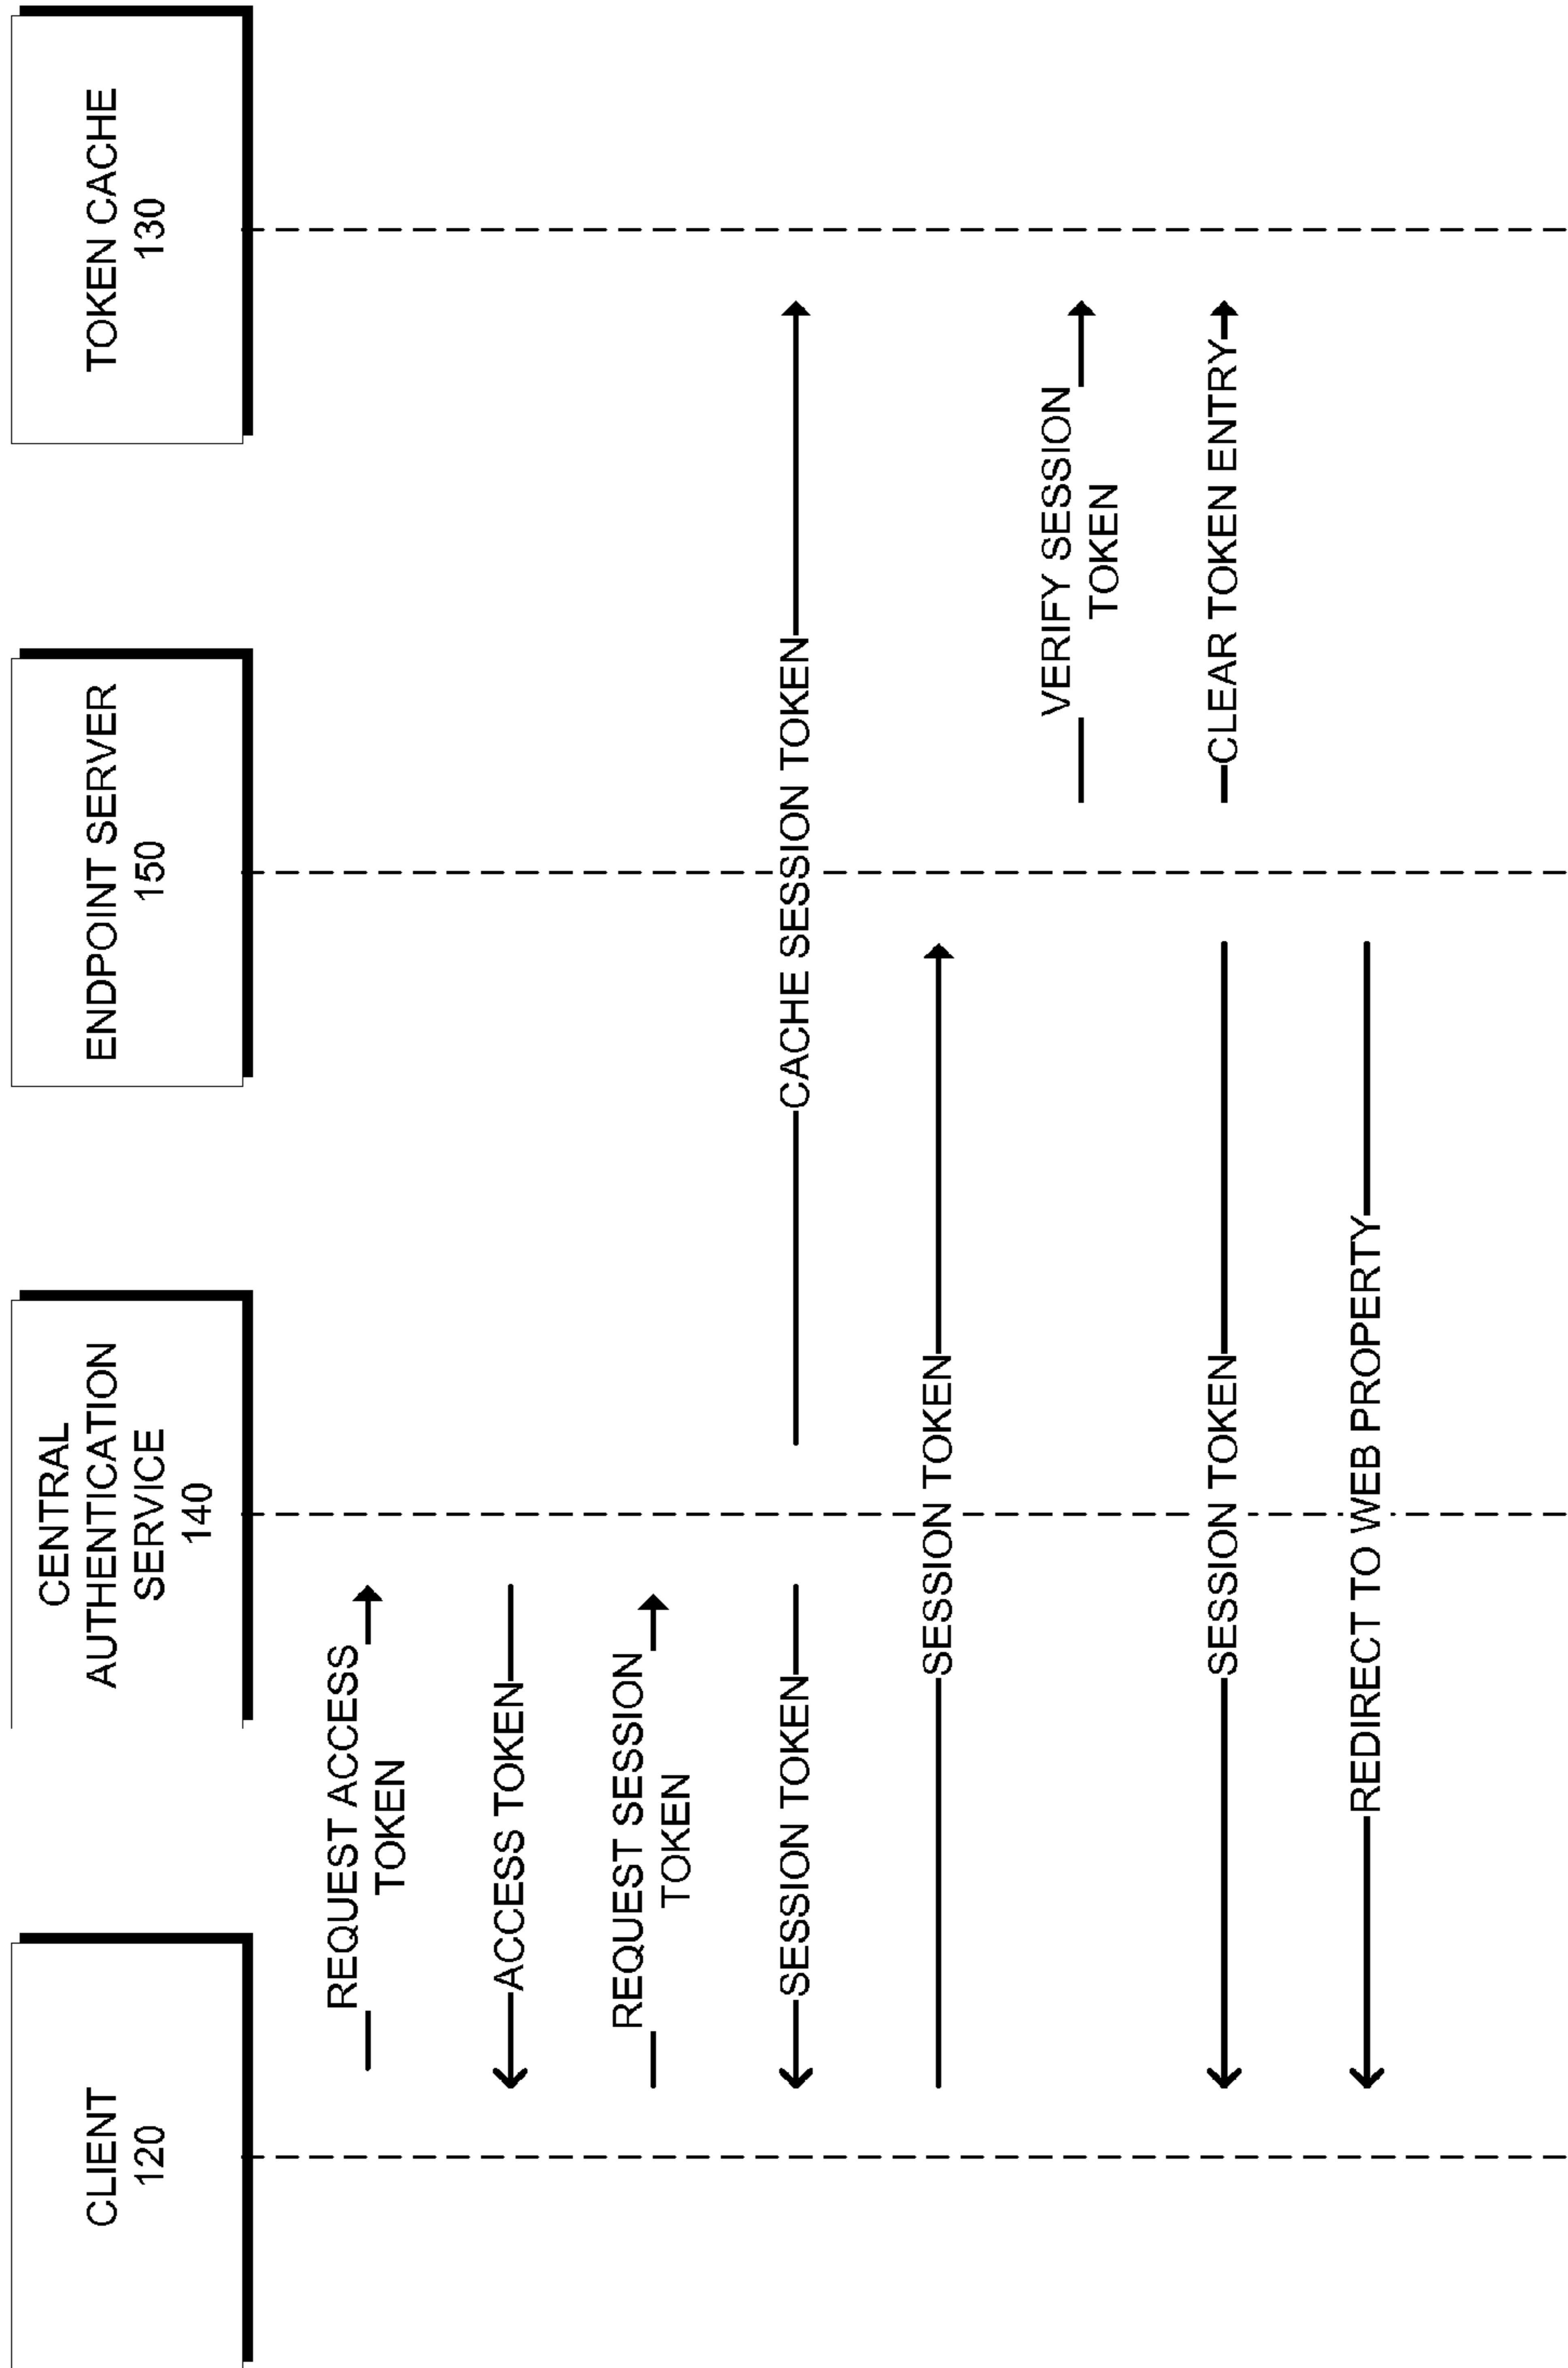 CLIENT
120
CENTRAL
AUTHENTICATION
SERVICE
140
ENDPOINT SERVER
150
TOKEN CACHE
130
REQUEST ACCESS
TOKEN
ACCESS TOKEN
REQUEST SESSION
TOKEN
SESSION TOKEN
CACHE SESSION TOKEN
SESSION TOKEN
VERIFY SESSION
TOKEN
SESSION TOKEN
CLEAR TOKEN ENTRY
REDIRECT TO WEB PROPERTY